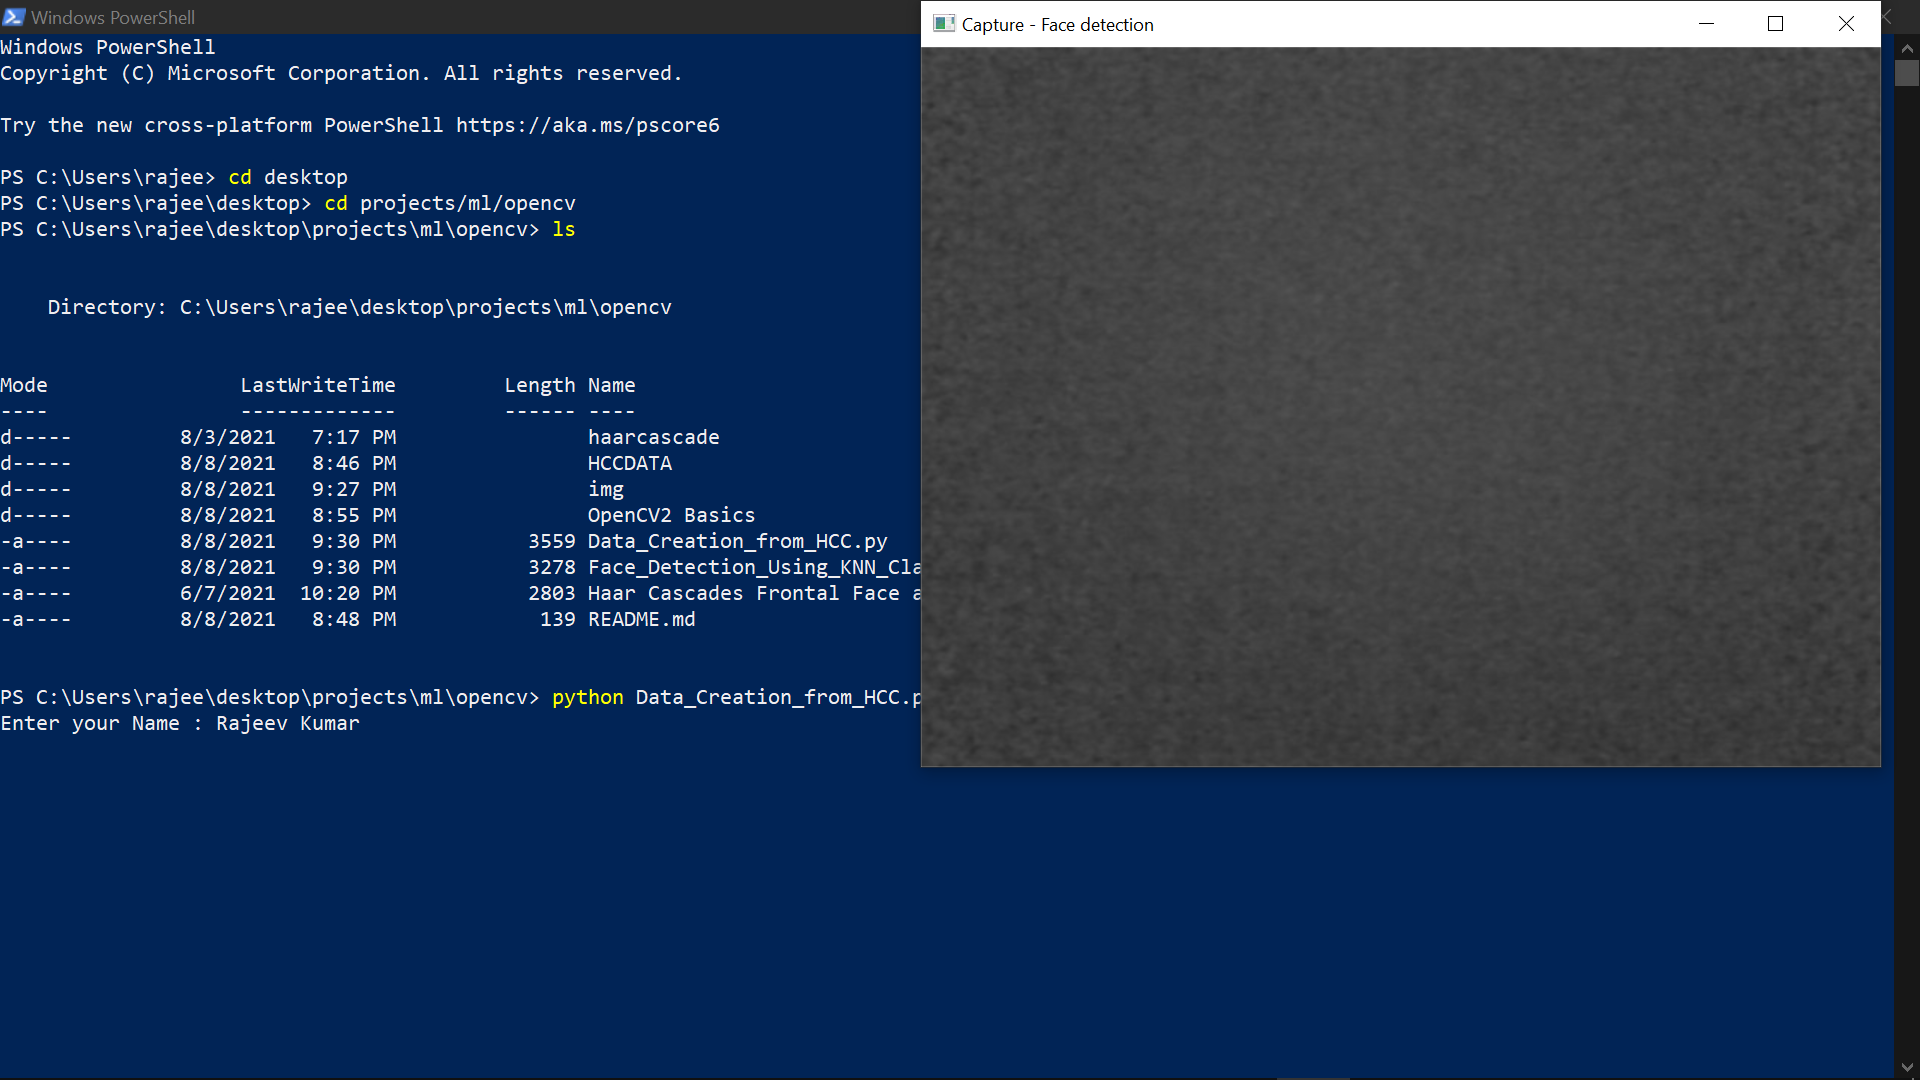 Windows PowerShell
Windows PowerShell
Copyright (C) Microsoft Corporation. All rights reserved.
Try the new cross-platform PowerShell https://aka.ms/pscore6
PS C:\Users\rajee> cd desktop
PS C:\Users\rajee\desktop> cd projects/ml/opencv
PS C:\Users\rajee\desktop\projects\ml\opencv> ls
Directory: C:\Users\rajee\desktop\projects\ml\opencv
Mode                LastWriteTime         Length Name
----                -------------         ------ ----
d-----         8/3/2021   7:17 PM                haarcascade
d-----         8/8/2021   8:46 PM                HCCDATA
d-----         8/8/2021   9:27 PM                img
d-----         8/8/2021   8:55 PM                OpenCV2 Basics
-a----         8/8/2021   9:30 PM           3559 Data_Creation_from_HCC.py
-a----         8/8/2021   9:30 PM           3278 Face_Detection_Using_KNN_Cla
-a----         6/7/2021  10:20 PM           2803 Haar Cascades Frontal Face a
-a----         8/8/2021   8:48 PM            139 README.md
PS C:\Users\rajee\desktop\projects\ml\opencv> python Data_Creation_from_HCC.p
Enter your Name : Rajeev Kumar
Capture - Face detection